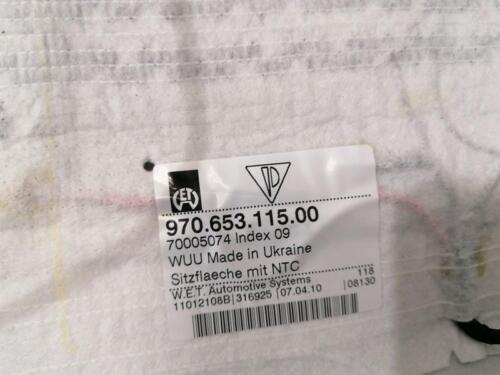 WET
970.653.115.00
70005074 Index 09
WUU Made in Ukraine
Sitzflaeche mit NTC
W.E.T. Automotive Systems 118
11012108B|316925 |07.04.10 |08130